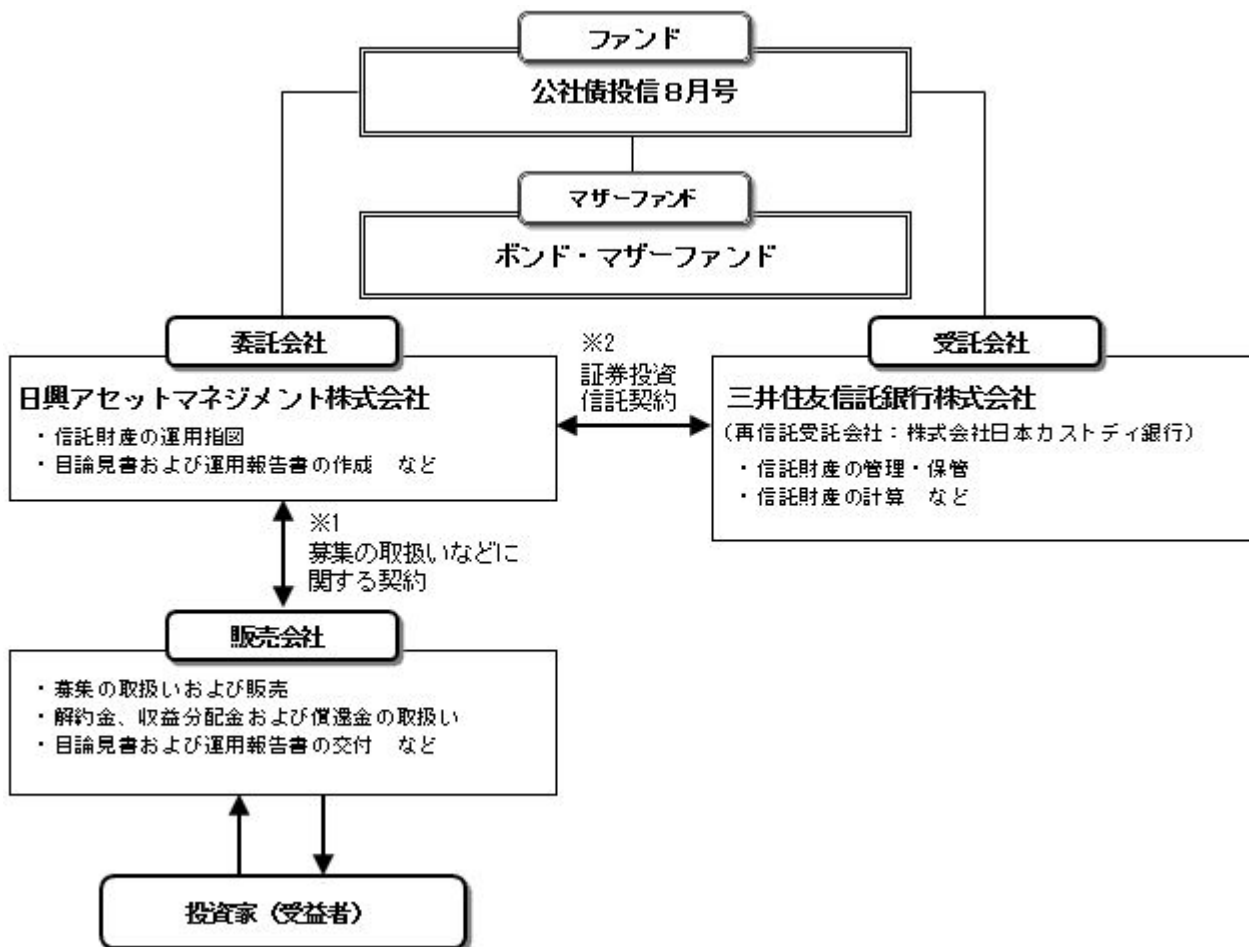 ファンド
公社債投信8月号
マザーファンド
ボンド・マザーファンド
委託会社
日興アセットマネジメント株式会社
・信託財産の運用指図
・目論見書および運用報告書の作成 など
※2
証券投資
信託契約
受託会社
三井住友信託銀行株式会社
(再信託受託会社:株式会社日本カストディ銀行)
・信託財産の管理・保管
・信託財産の計算 など
※1
募集の取扱いなどに
関する契約
販売会社
・募集の取扱いおよび販売
・解約金、収益分配金および償還金の取扱い
・目論見書および運用報告書の交付 など
投資家(受益者)